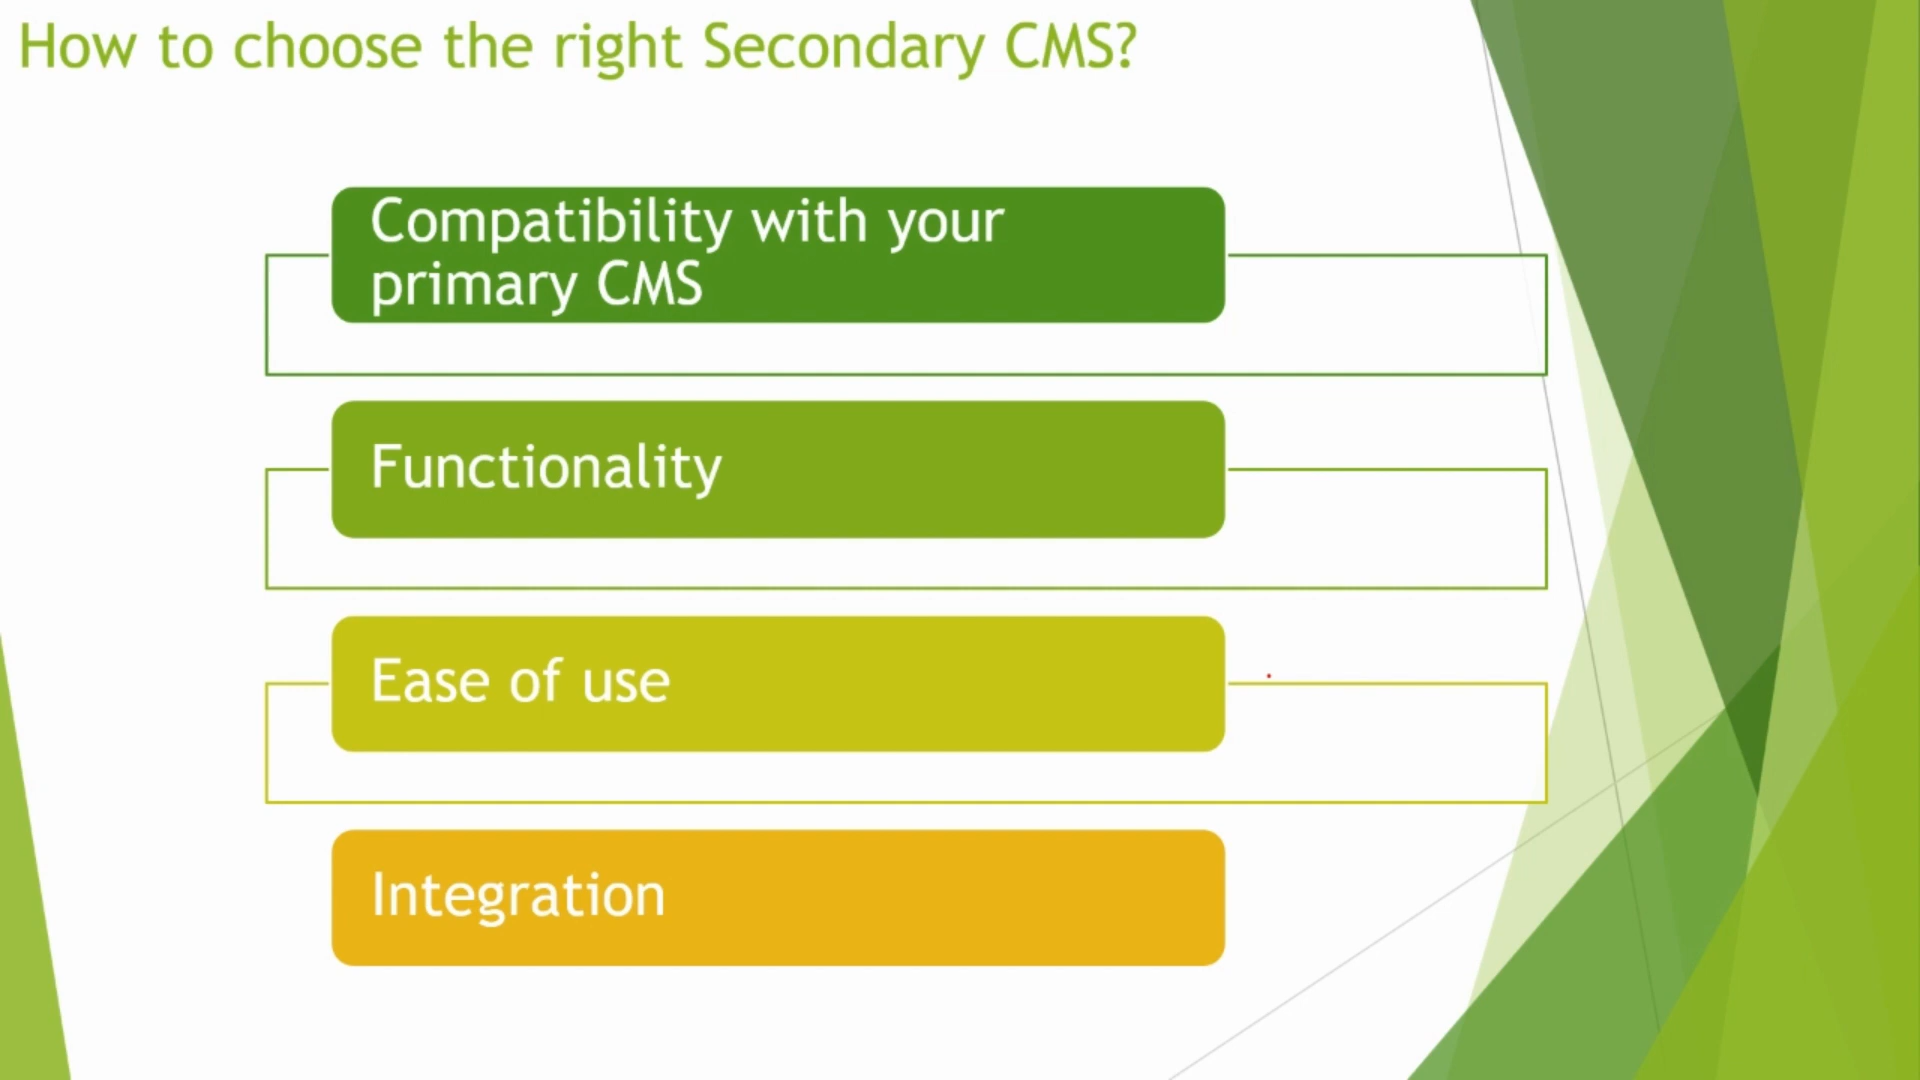 How to choose the right Secondary CMS?
Compatibility with your
primary CMS
Functionality
Ease of use
Integration